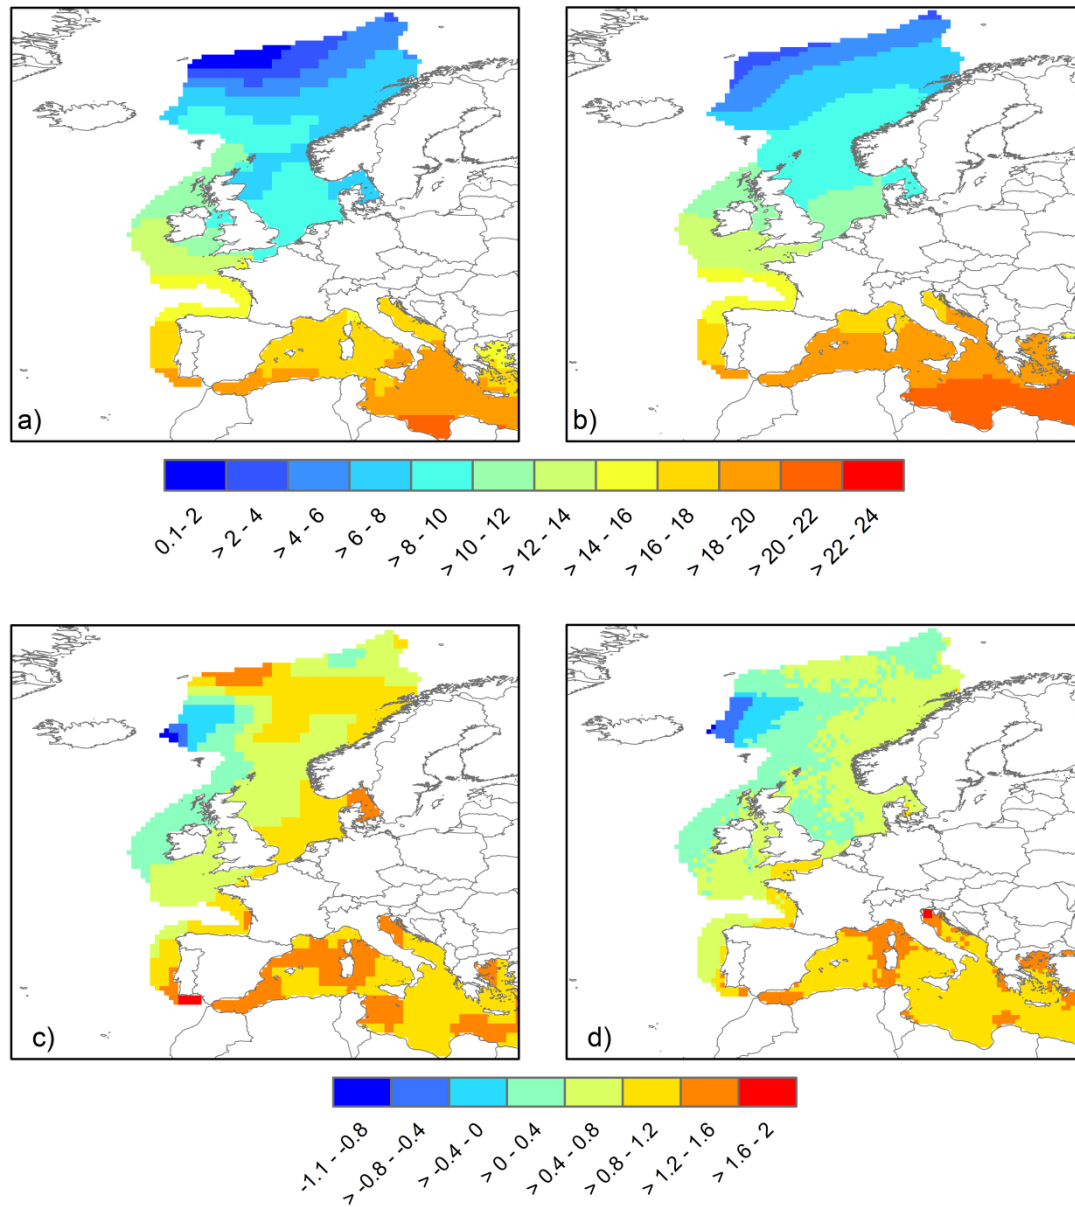 a)
b)
0.1- 2
> 2 - 4
> 4 - 6
> 6 - 8
> 8 - 10
> 10 - 12
> 12 - 14
> 14 - 16
> 16 - 18
> 18 - 20
> 20 - 22
> 22 - 24
c)
d)
-1.1 - -0.8
> -0.8 - -0.4
> -0.4 - 0
> 0 - 0.4
> 0.4 - 0.8
> 0.8 - 1.2
> 1.2 - 1.6
> 1.6 - 2